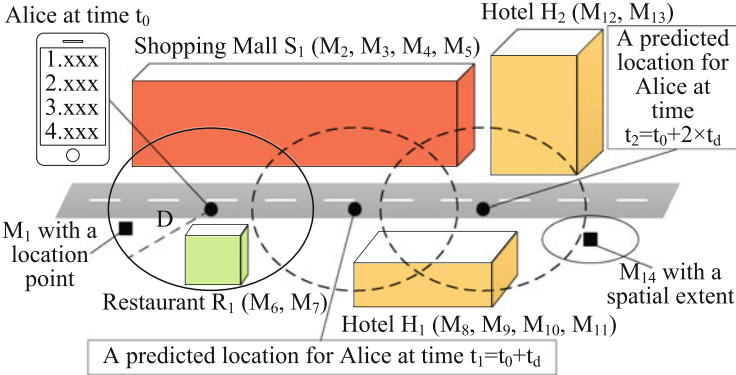 Alice at time t₀
1.xxx
2.xxx
3.xxx
4.xxx
Shopping Mall S₁ (M₂, M₃, M₄, M₅)
Hotel H₂ (M₁₂, M₁₃)
A predicted
location for
Alice at
time
t₂=t₀+2×t_d
D
M₁ with a
location
point
Restaurant R₁ (M₆, M₇)
Hotel H₁ (M₈, M₉, M₁₀, M₁₁)
M₁₄ with a
spatial extent
A predicted location for Alice at time t₁=t₀+t_d